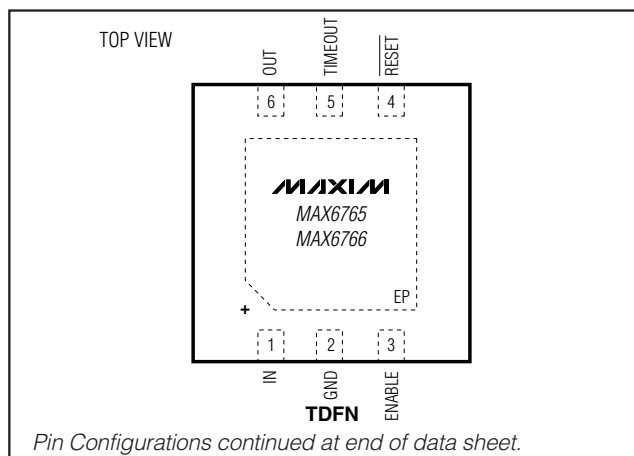 TOP VIEW
OUT
TIMEOUT
RESET
6
5
4
MAXIM
MAX6765
MAX6766
EP
+
1
2
3
IN
GND
ENABLE
TDFN
Pin Configurations continued at end of data sheet.